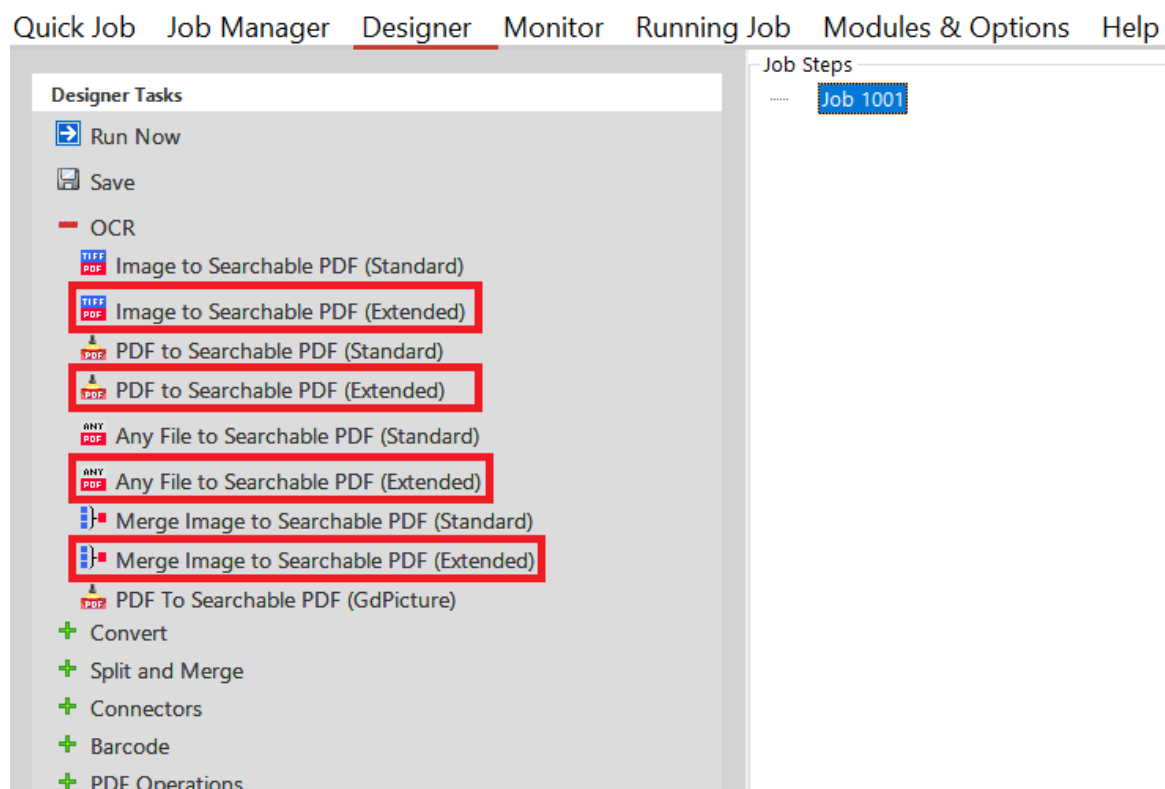 Quick Job Job Manager Designer Monitor Running Job Modules & Options Help
Designer Tasks
Run Now
Save
OCR
TIFF PDF Image to Searchable PDF (Standard)
TIFF PDF Image to Searchable PDF (Extended)
PDF PDF to Searchable PDF (Standard)
PDF PDF to Searchable PDF (Extended)
ANY PDF Any File to Searchable PDF (Standard)
ANY PDF Any File to Searchable PDF (Extended)
Merge Image to Searchable PDF (Standard)
Merge Image to Searchable PDF (Extended)
PDF PDF To Searchable PDF (GdPicture)
Convert
Split and Merge
Connectors
Barcode
PDF Operations
Job Steps
Job 1001